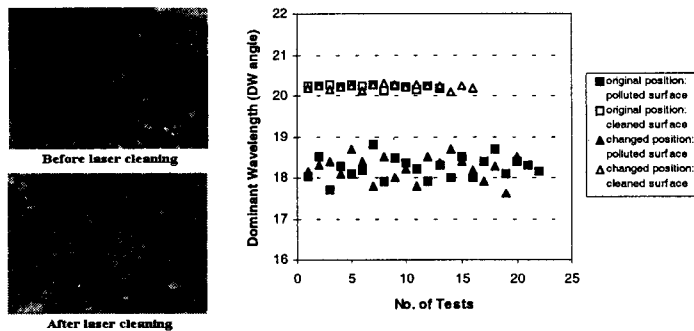 Before laser cleaning
After laser cleaning
Dominant Wavelength (DW angle)
22
21
20
19
18
17
16
0
5
10
15
20
25
No. of Tests
original position:
polluted surface
original position:
cleaned surface
changed position:
polluted surface
changed position:
cleaned surface